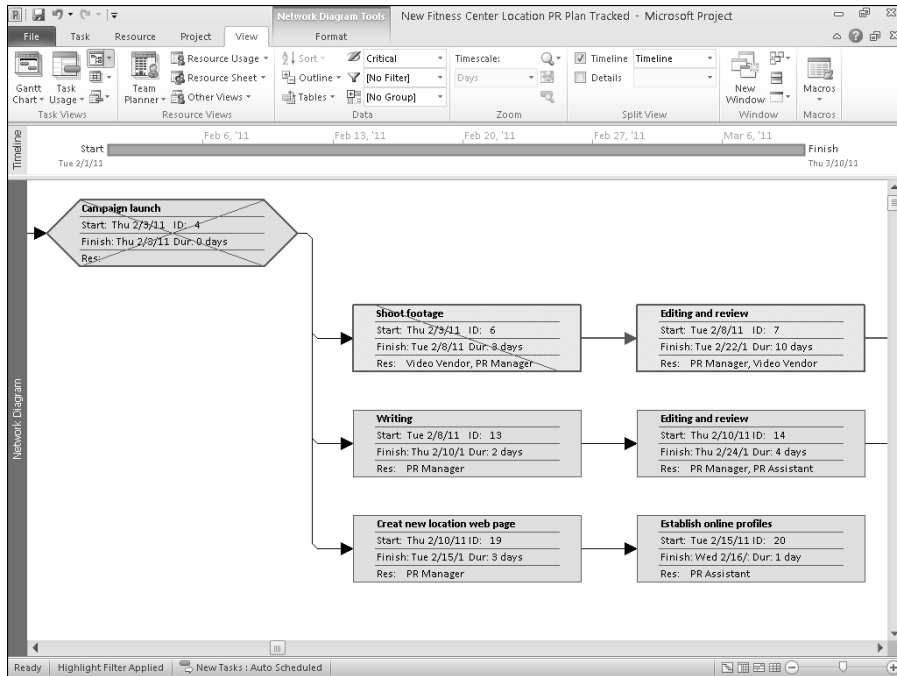 Network Diagram Tools New Fitness Center Location PR Plan Tracked - Microsoft Project
File Task Resource Project View Format
Gantt Chart Task Usage Team Planner Resource Usage Resource Sheet Other Views Sort Outline Tables Critical [No Filter] [No Group] Timescale: Days Timeline Timeline Details New Window Macros
Task Views Resource Views Data Zoom Split View Window Macros
Timeline
Feb 6, '11 Feb 13, '11 Feb 20, '11 Feb 27, '11 Mar 6, '11
Start Finish
Tue 2/1/11 Thu 3/10/11
Network Diagram
Campaign launch
Start: Thu 2/3/11 ID: 4
Finish: Thu 2/3/11 Dur: 0 days
Res:
Shoot footage
Start: Thu 2/3/11 ID: 6
Finish: Tue 2/8/11 Dur: 3 days
Res: Video Vendor, PR Manager
Editing and review
Start: Tue 2/8/11 ID: 7
Finish: Tue 2/22/1 Dur: 10 days
Res: PR Manager, Video Vendor
Writing
Start: Tue 2/8/11 ID: 13
Finish: Thu 2/10/1 Dur: 2 days
Res: PR Manager
Editing and review
Start: Thu 2/10/11 ID: 14
Finish: Thu 2/24/1 Dur: 4 days
Res: PR Manager, PR Assistant
Creat new location web page
Start: Thu 2/10/11 ID: 19
Finish: Tue 2/15/1 Dur: 3 days
Res: PR Manager
Establish online profiles
Start: Tue 2/15/11 ID: 20
Finish: Wed 2/16/: Dur: 1 day
Res: PR Assistant
Ready Highlight Filter Applied New Tasks : Auto Scheduled